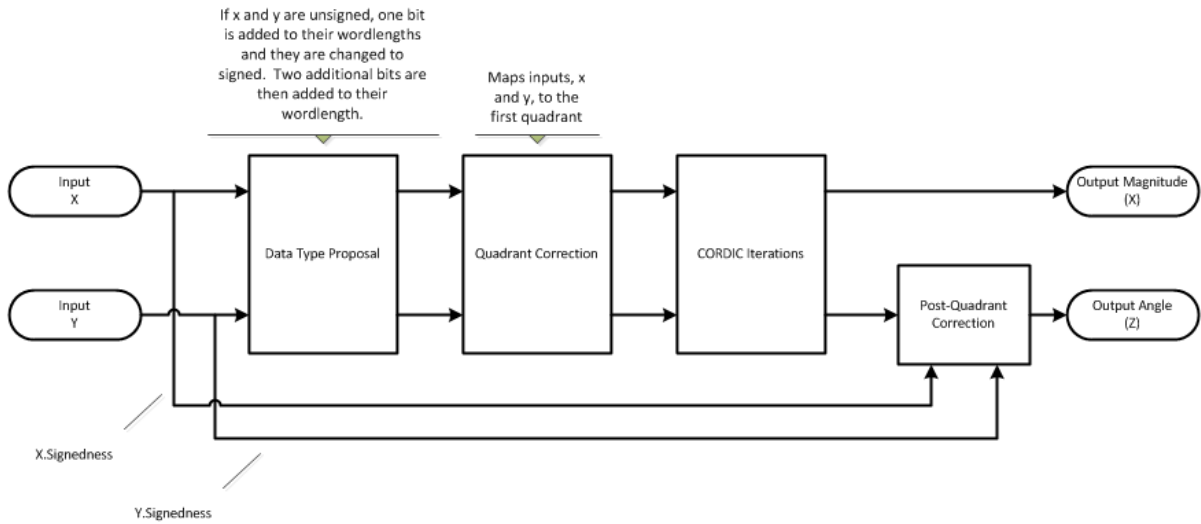 If x and y are unsigned, one bit
is added to their wordlengths
and they are changed to
signed.  Two additional bits are
then added to their
wordlength.
Maps inputs, x
and y, to the
first quadrant
Input
X
Input
Y
Data Type Proposal
Quadrant Correction
CORDIC Iterations
Output Magnitude
(X)
Post-Quadrant
Correction
Output Angle
(Z)
X.Signedness
Y.Signedness